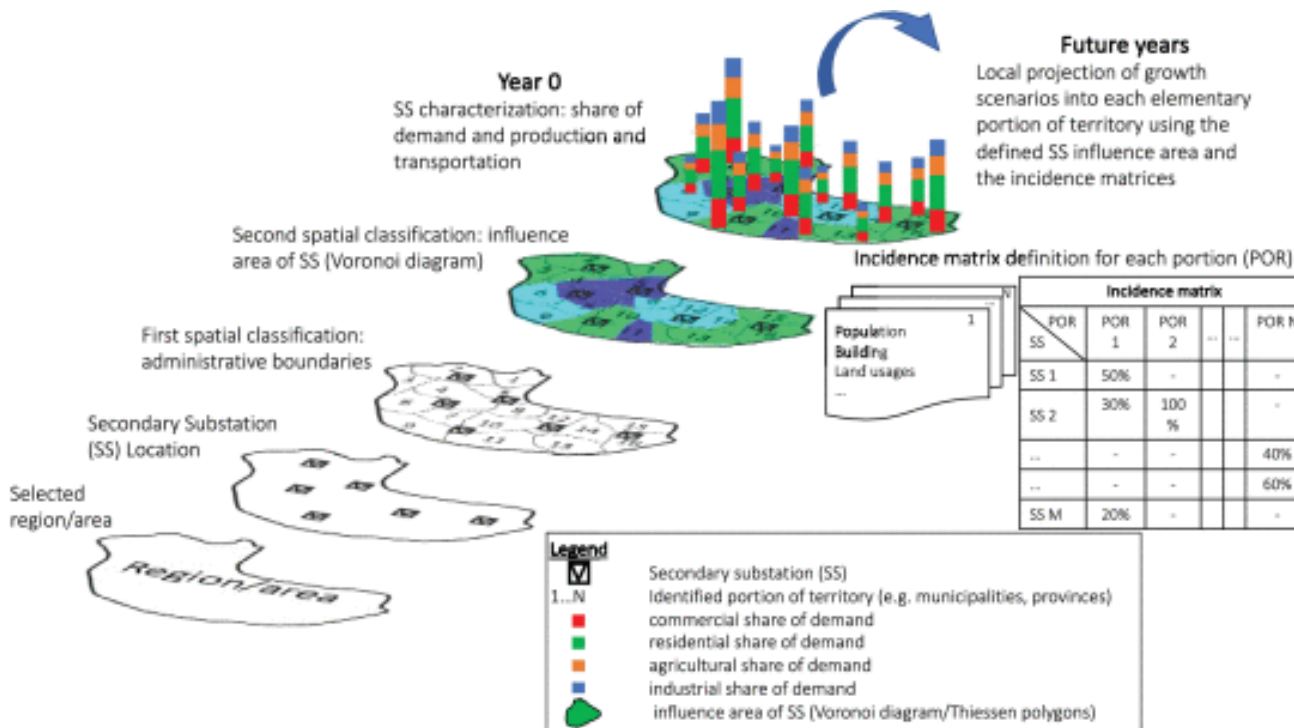 Year 0
SS characterization: share of
demand and production and
transportation
Future years
Local projection of growth
scenarios into each elementary
portion of territory using the
defined SS influence area and
the incidence matrices
Second spatial classification: influence
area of SS (Voronoi diagram)
First spatial classification:
administrative boundaries
Secondary Substation
(SS) Location
Selected
region/area
Region/area
Incidence matrix definition for each portion (POR)
N
...
1
Population
Building
Land usages
...
Incidence matrix
SS POR POR 1 POR 2 ... ... POR N
SS 1 50% - -
SS 2 30% 100 % -
... - - 40%
... - - 60%
SS M 20% - -
Legend
Secondary substation (SS)
1...N Identified portion of territory (e.g. municipalities, provinces)
commercial share of demand
residential share of demand
agricultural share of demand
industrial share of demand
influence area of SS (Voronoi diagram/Thiessen polygons)